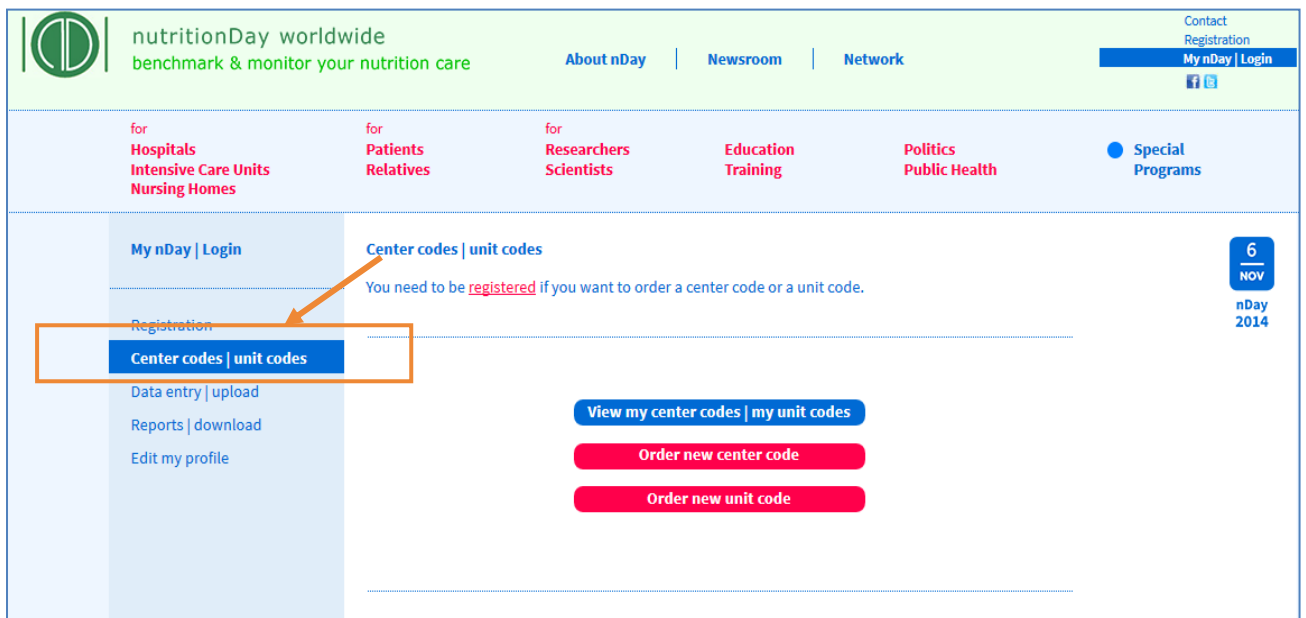 nutritionDay worldwide
benchmark & monitor your nutrition care
About nDay
Newsroom
Network
Contact
Registration
My nDay | Login
for
Hospitals
Intensive Care Units
Nursing Homes
for
Patients
Relatives
for
Researchers
Scientists
Education
Training
Politics
Public Health
Special
Programs
My nDay | Login
Registration
Center codes | unit codes
Data entry | upload
Reports | download
Edit my profile
Center codes | unit codes
You need to be registered if you want to order a center code or a unit code.
View my center codes | my unit codes
Order new center code
Order new unit code
6
NOV
nDay
2014